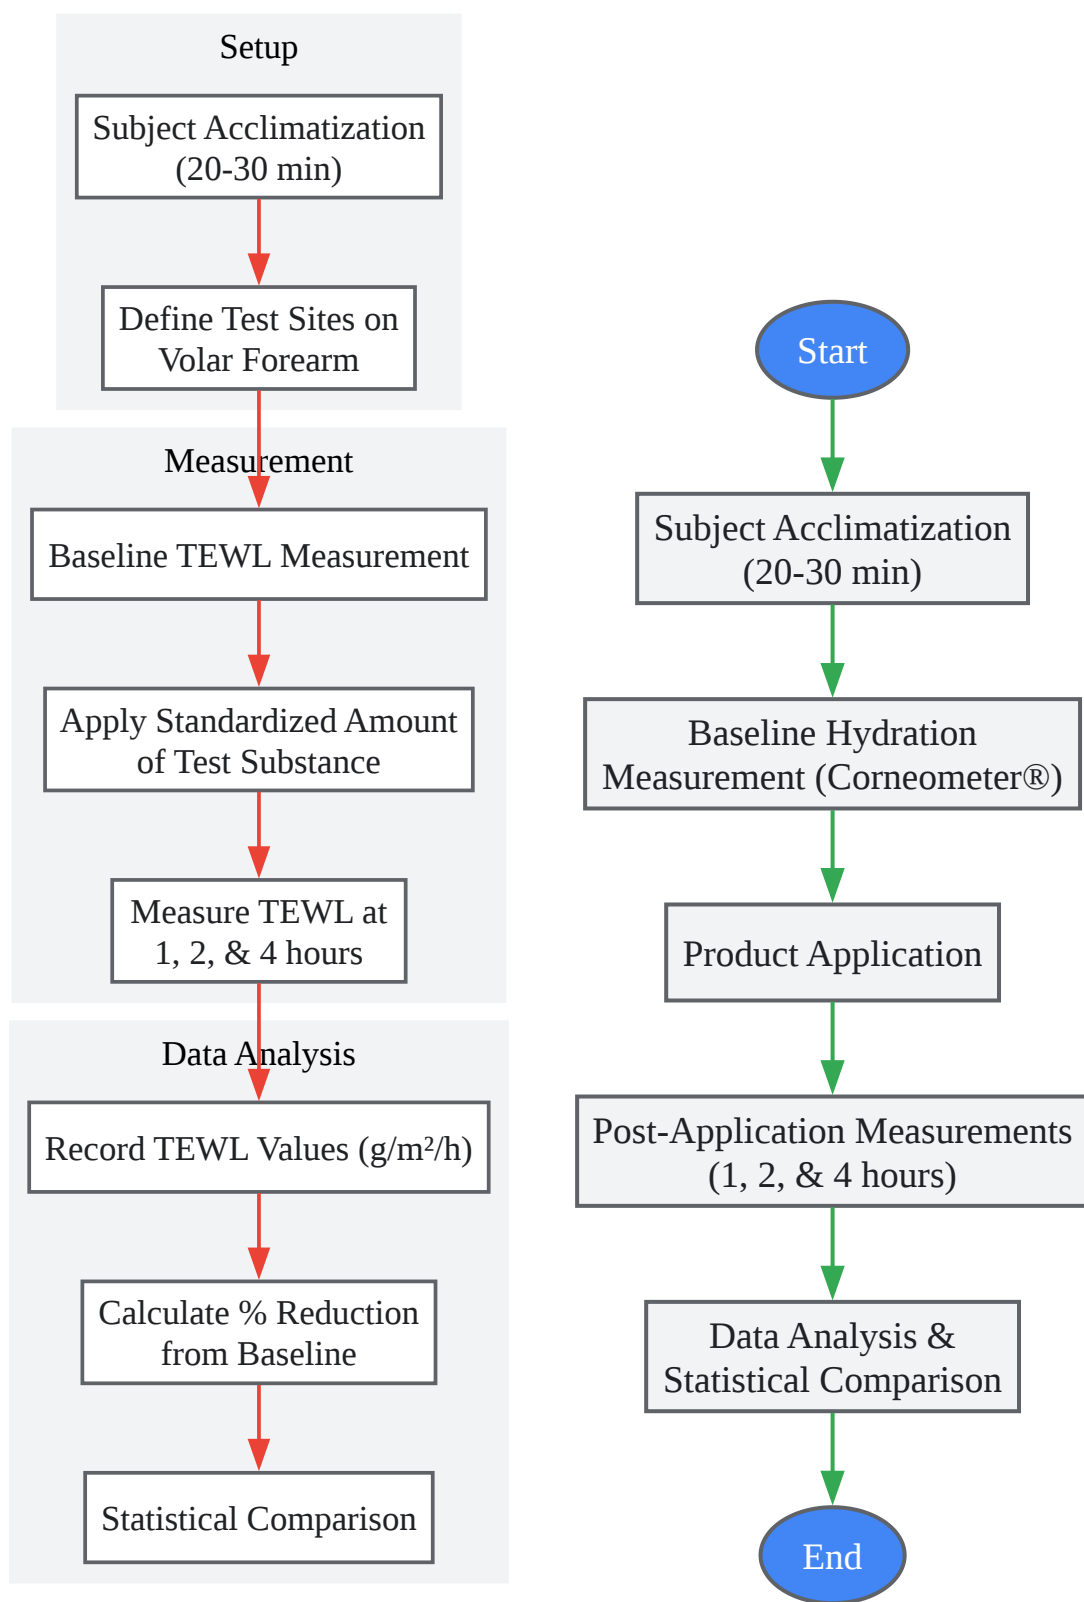 Setup
Subject Acclimatization
(20-30 min)
Define Test Sites on
Volar Forearm
Measurement
Baseline TEWL Measurement
Apply Standardized Amount
of Test Substance
Measure TEWL at
1, 2, & 4 hours
Data Analysis
Record TEWL Values (g/m²/h)
Calculate % Reduction
from Baseline
Statistical Comparison
Start
Subject Acclimatization
(20-30 min)
Baseline Hydration
Measurement (Corneometer®)
Product Application
Post-Application Measurements
(1, 2, & 4 hours)
Data Analysis &
Statistical Comparison
End